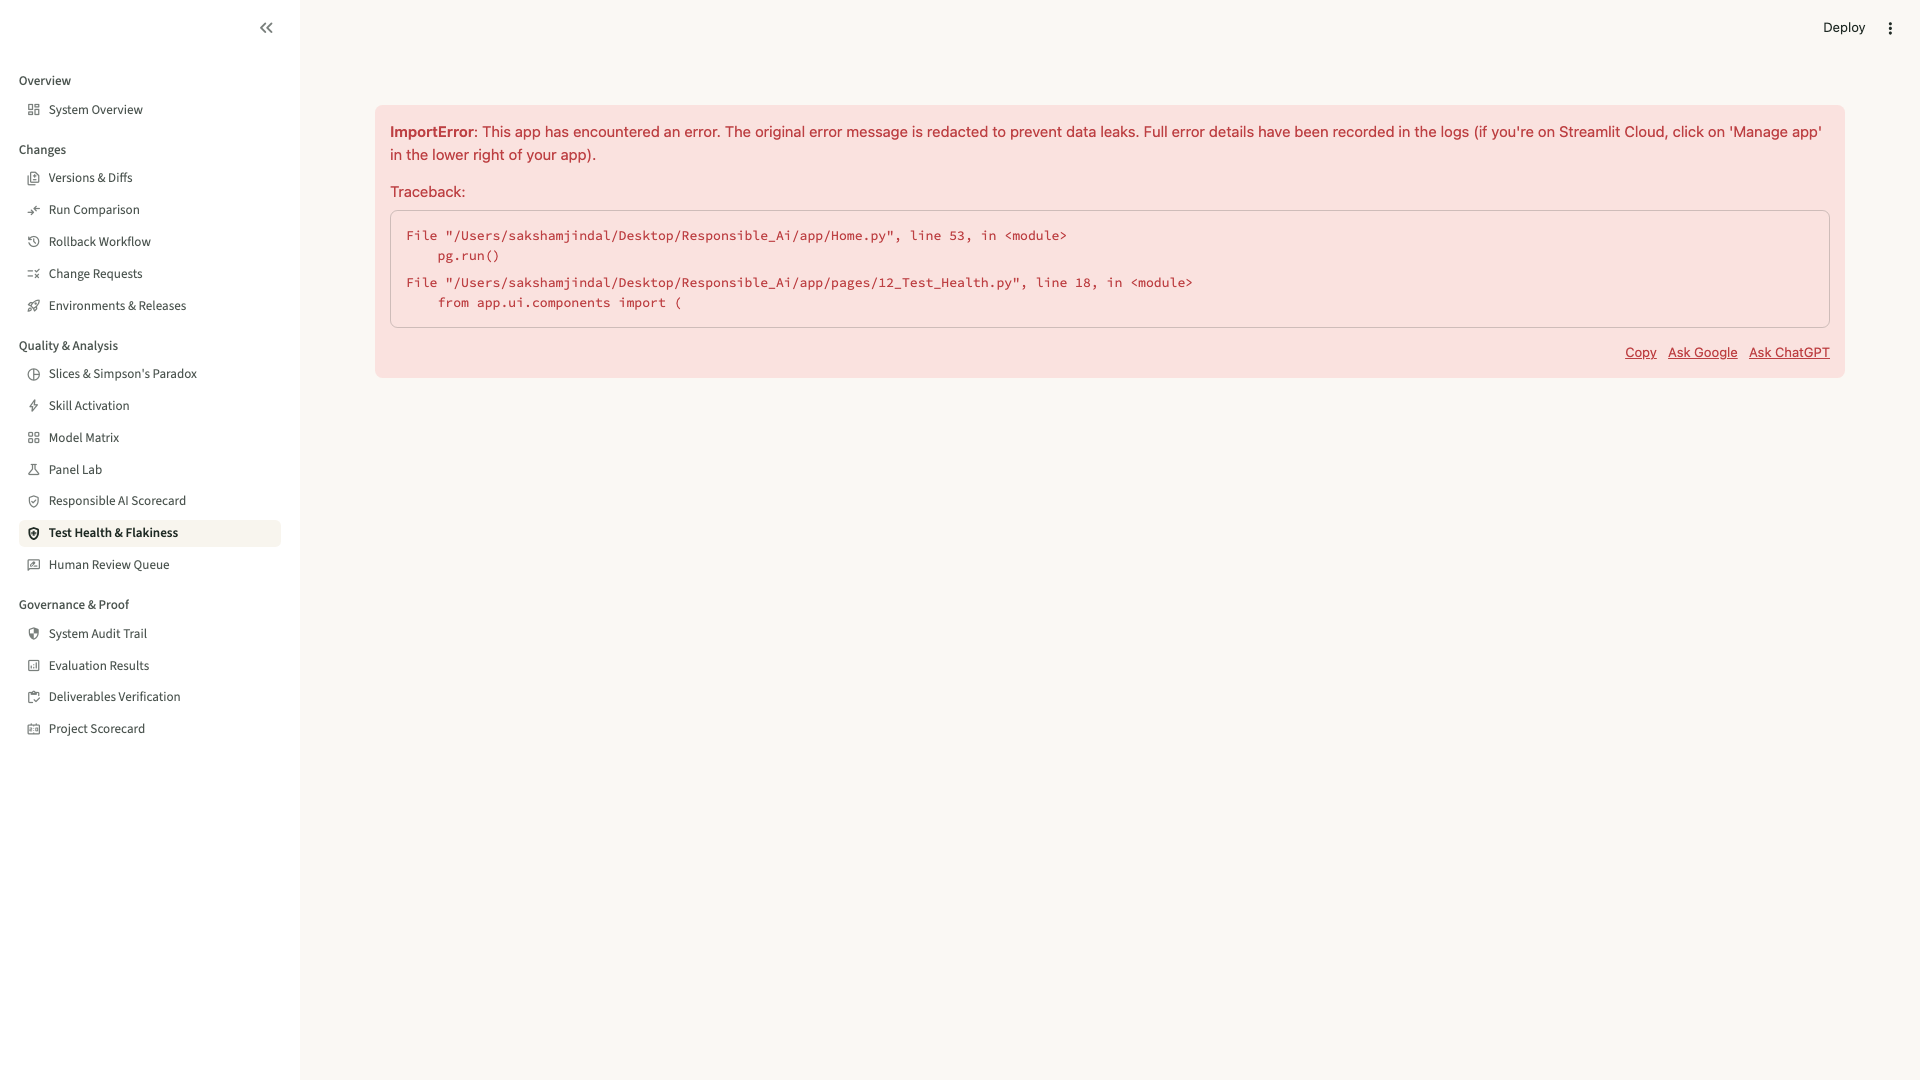 Deploy
Overview
System Overview
Changes
Versions & Diffs
Run Comparison
Rollback Workflow
Change Requests
Environments & Releases
Quality & Analysis
Slices & Simpson's Paradox
Skill Activation
Model Matrix
Panel Lab
Responsible AI Scorecard
Test Health & Flakiness
Human Review Queue
Governance & Proof
System Audit Trail
Evaluation Results
Deliverables Verification
Project Scorecard
ImportError: This app has encountered an error. The original error message is redacted to prevent data leaks. Full error details have been recorded in the logs (if you're on Streamlit Cloud, click on 'Manage app'
in the lower right of your app).
Traceback:
File "/Users/sakshamjindal/Desktop/Responsible_Ai/app/Home.py", line 53, in <module>
    pg.run()
File "/Users/sakshamjindal/Desktop/Responsible_Ai/app/pages/12_Test_Health.py", line 18, in <module>
    from app.ui.components import (
Copy Ask Google Ask ChatGPT